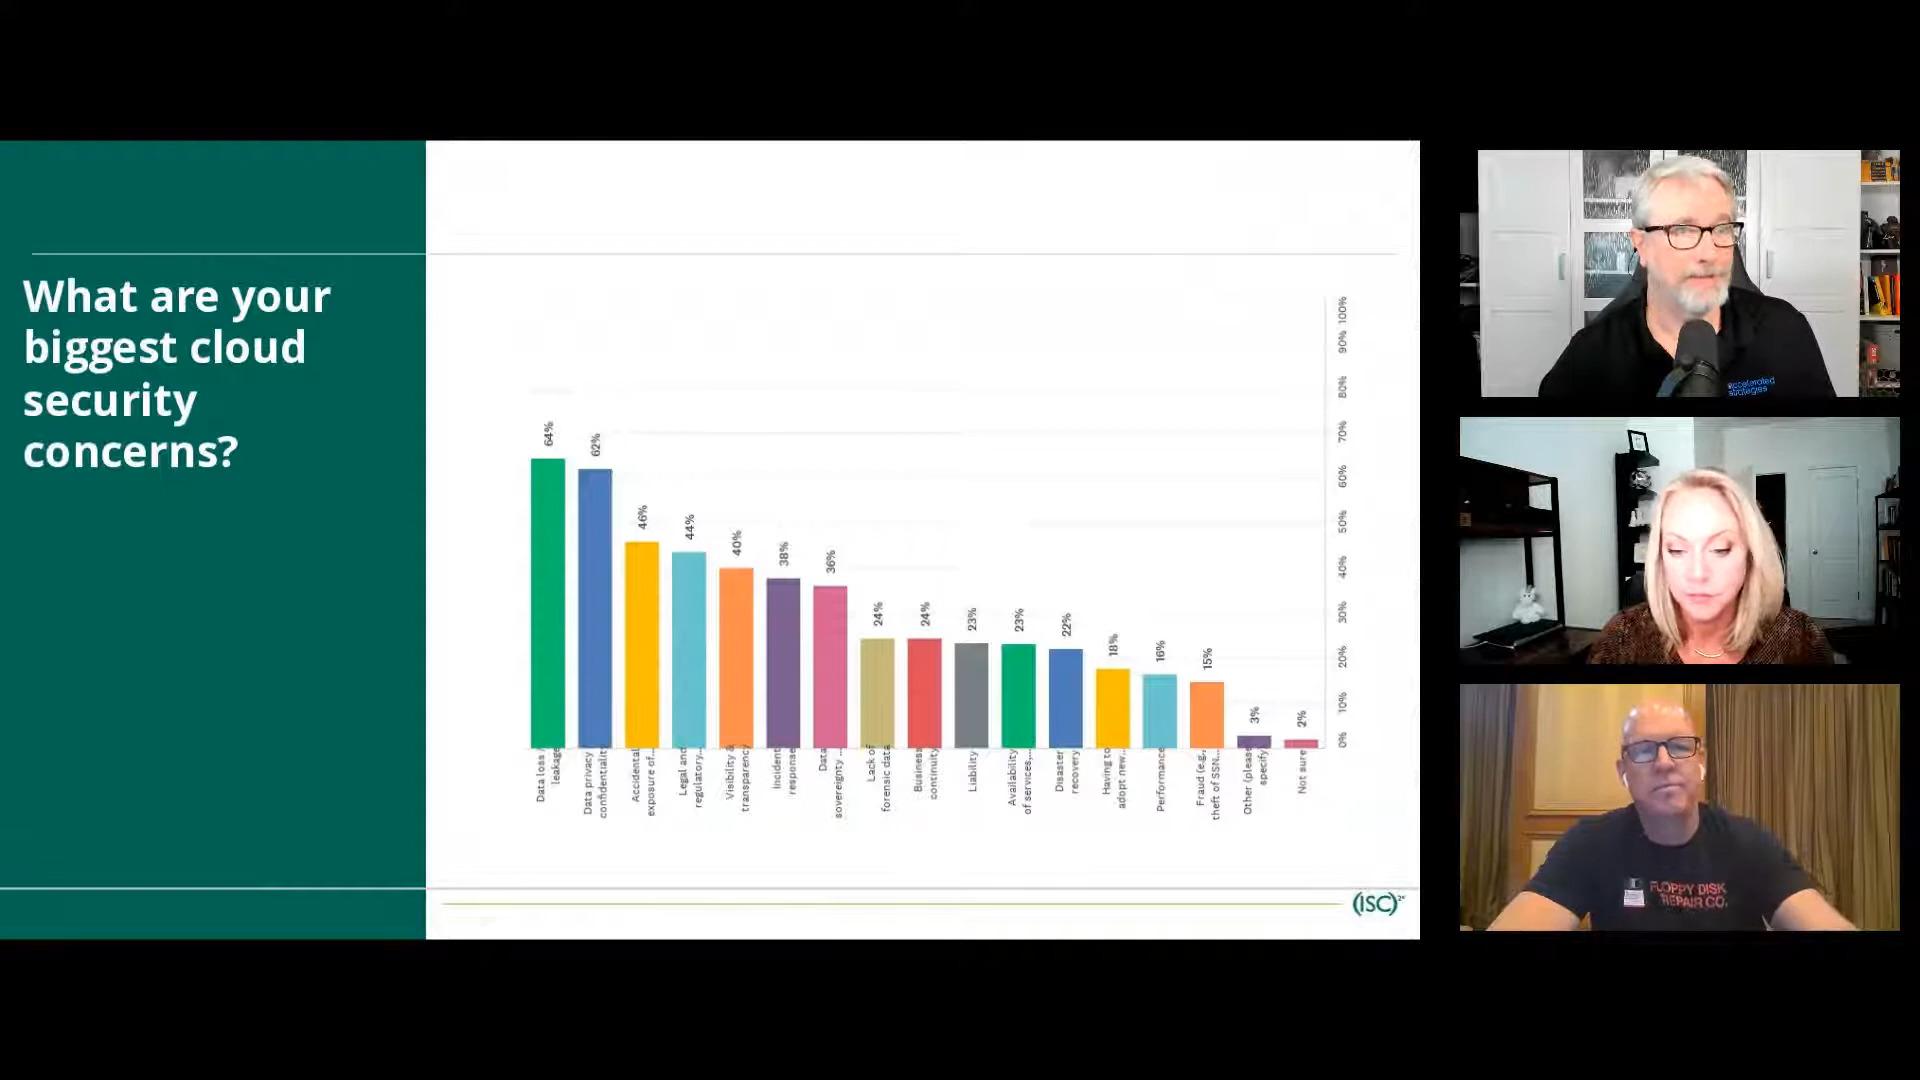 What are your
biggest cloud
security
concerns?
64%
62%
46%
44%
40%
38%
36%
24%
24%
23%
23%
22%
18%
16%
15%
3%
2%
100%
90%
80%
70%
60%
50%
40%
30%
20%
10%
0%
Data loss /
leakage
Data privacy /
confidentiality
Accidental
exposure of...
Legal and
regulatory...
Visibility &
transparency
Incident
response
Data
sovereignty ...
Lack of
forensic data
Business
continuity
Liability
Availability
of services,...
Disaster
recovery
Having to
adopt new...
Performance
Fraud (e.g.,
theft of SSN...
Other (please
specify
Not sure
(ISC)²
accelerated
strategies
FLOPPY DISK
REPAIR CO.